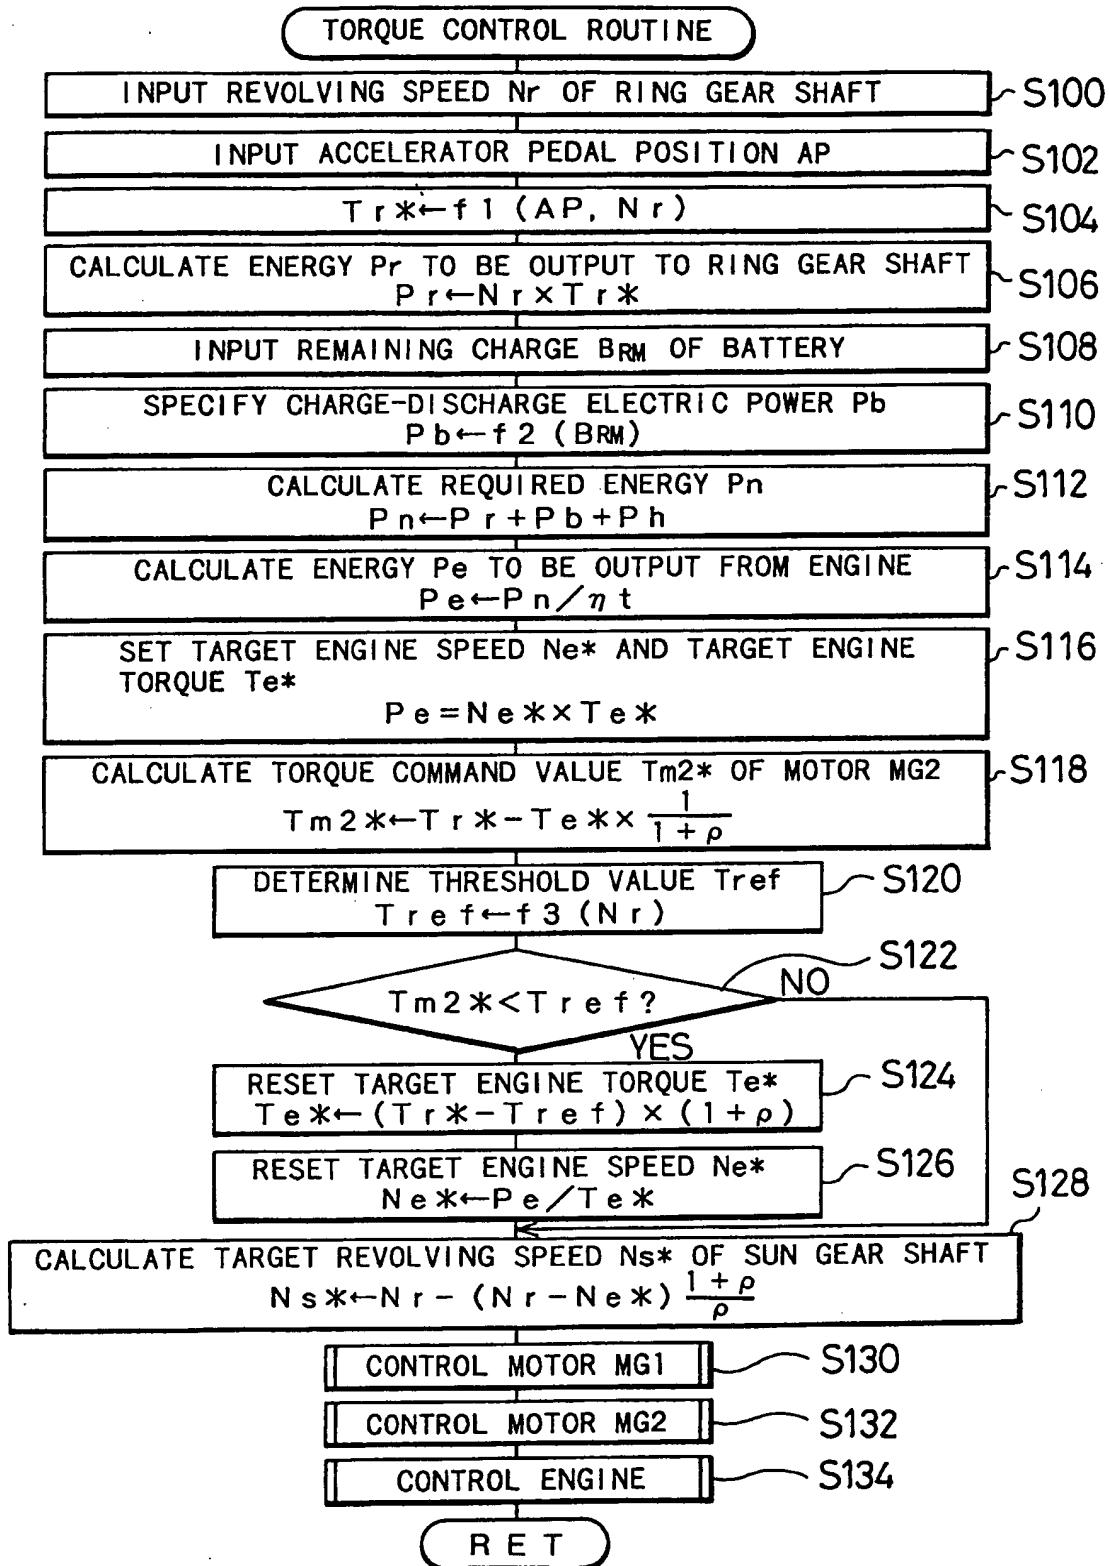 TORQUE CONTROL ROUTINE
INPUT REVOLVING SPEED Nr OF RING GEAR SHAFT
S100
INPUT ACCELERATOR PEDAL POSITION AP
S102
Tr*←f1 (AP, Nr)
S104
CALCULATE ENERGY Pr TO BE OUTPUT TO RING GEAR SHAFT
Pr←Nr×Tr*
S106
INPUT REMAINING CHARGE BRM OF BATTERY
S108
SPECIFY CHARGE-DISCHARGE ELECTRIC POWER Pb
Pb←f2 (BRM)
S110
CALCULATE REQUIRED ENERGY Pn
Pn←Pr+Pb+Ph
S112
CALCULATE ENERGY Pe TO BE OUTPUT FROM ENGINE
Pe←Pn/ηt
S114
SET TARGET ENGINE SPEED Ne* AND TARGET ENGINE
TORQUE Te*
Pe=Ne*×Te*
S116
CALCULATE TORQUE COMMAND VALUE Tm2* OF MOTOR MG2
Tm2*←Tr*-Te*× 1/(1+ρ)
S118
DETERMINE THRESHOLD VALUE Tref
Tref←f3 (Nr)
S120
Tm2*<Tref?
S122
NO
YES
RESET TARGET ENGINE TORQUE Te*
Te*←(Tr*-Tref)×(1+ρ)
S124
RESET TARGET ENGINE SPEED Ne*
Ne*←Pe/Te*
S126
CALCULATE TARGET REVOLVING SPEED Ns* OF SUN GEAR SHAFT
Ns*←Nr-(Nr-Ne*) (1+ρ)/ρ
S128
CONTROL MOTOR MG1
S130
CONTROL MOTOR MG2
S132
CONTROL ENGINE
S134
RET